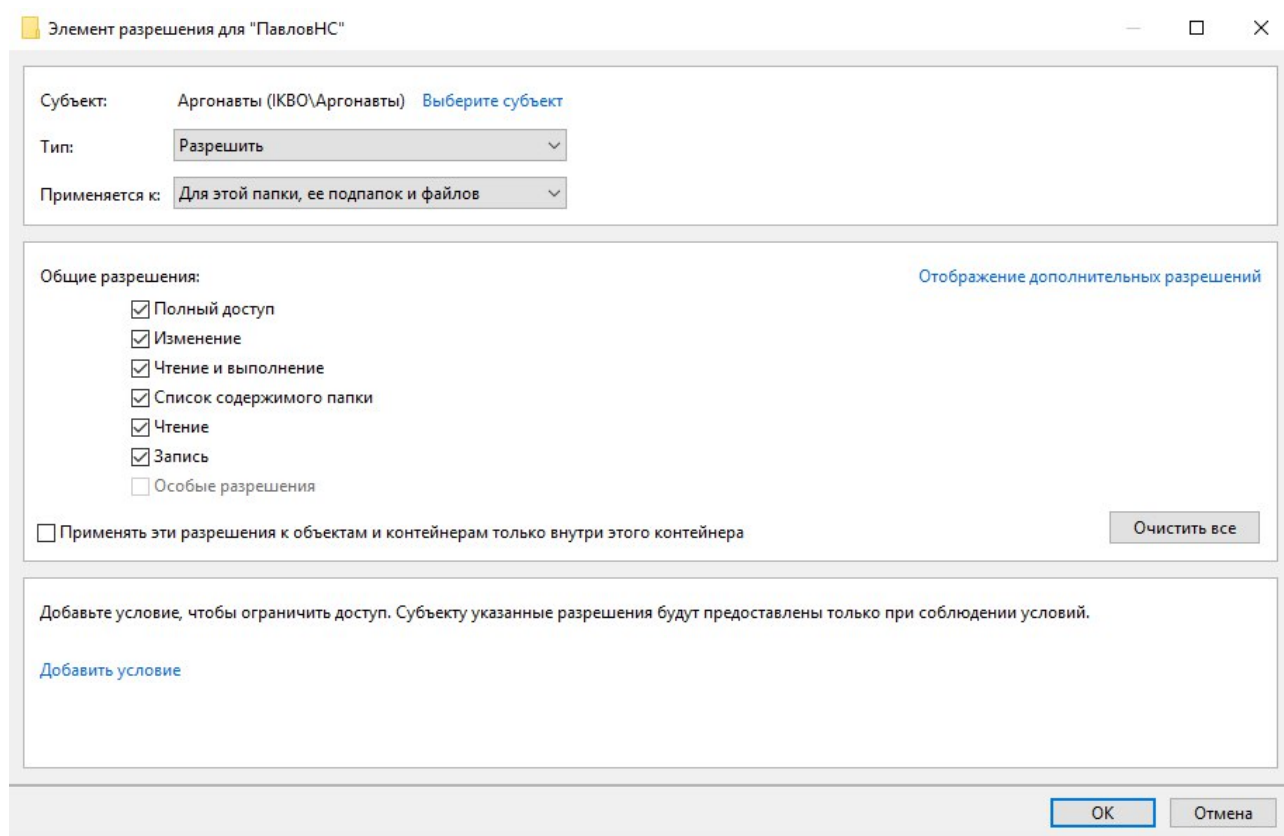 Элемент разрешения для "ПавловНС"
Субъект: Аргонавты (IKBO\Аргонавты) Выберите субъект
Тип: Разрешить
Применяется к: Для этой папки, ее подпапок и файлов
Общие разрешения: Отображение дополнительных разрешений
Полный доступ
Изменение
Чтение и выполнение
Список содержимого папки
Чтение
Запись
Особые разрешения
Применять эти разрешения к объектам и контейнерам только внутри этого контейнера Очистить все
Добавьте условие, чтобы ограничить доступ. Субъекту указанные разрешения будут предоставлены только при соблюдении условий.
Добавить условие
ОК Отмена